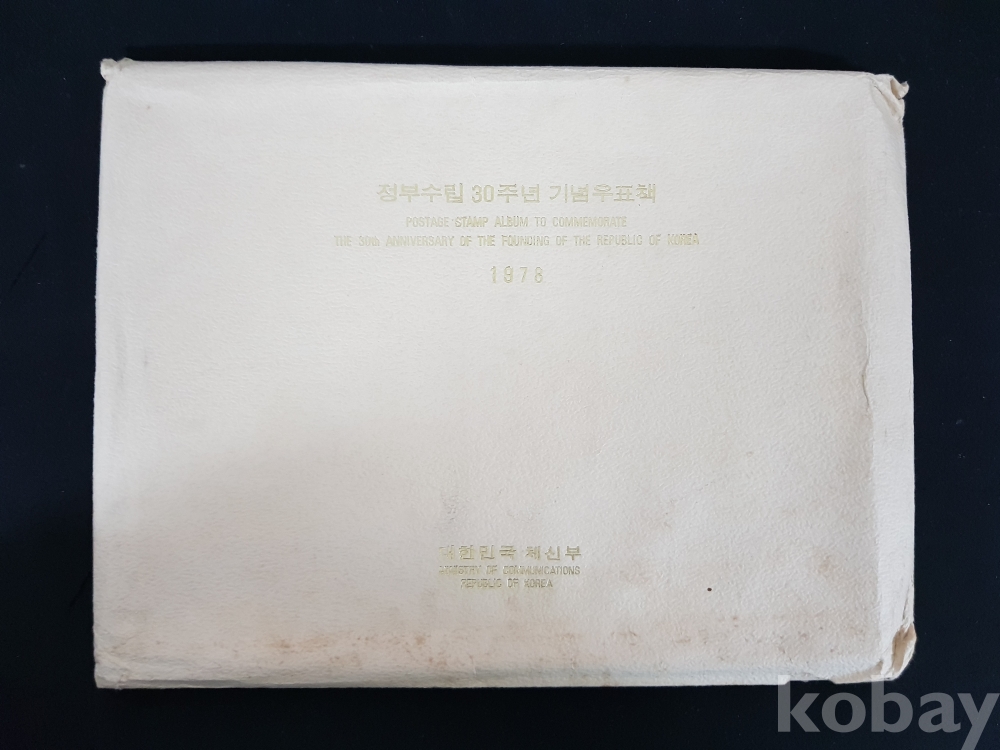 정부수립 30주년 기념우표책
POSTAGE STAMP ALBUM TO COMMEMORATE
THE 30th ANNIVERSARY OF THE FOUNDING OF THE REPUBLIC OF KOREA
1978
대한민국 체신부
MINISTRY OF COMMUNICATIONS
REPUBLIC OF KOREA
kobay